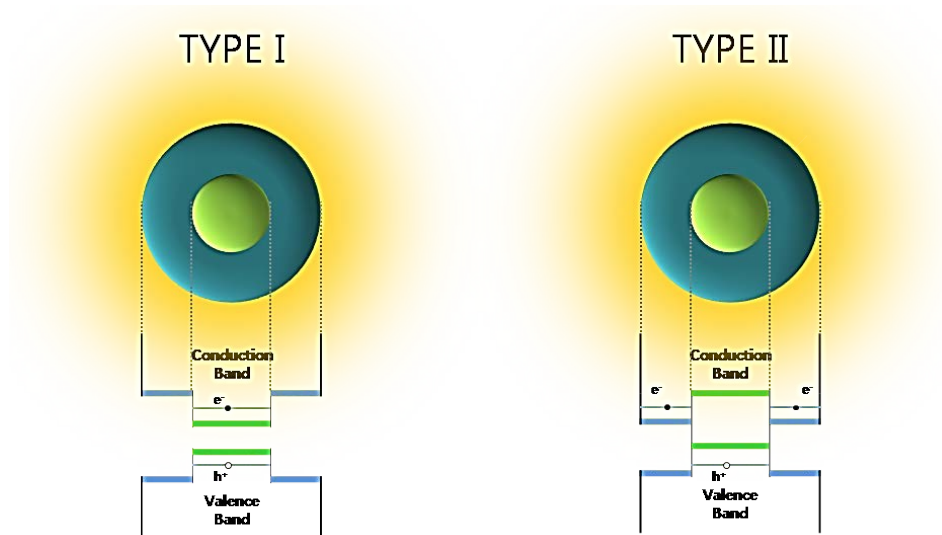 TYPE I
Conduction
Band
e⁻
h⁺
Valence
Band
TYPE II
Conduction
Band
e⁻
e⁻
h⁺
Valence
Band